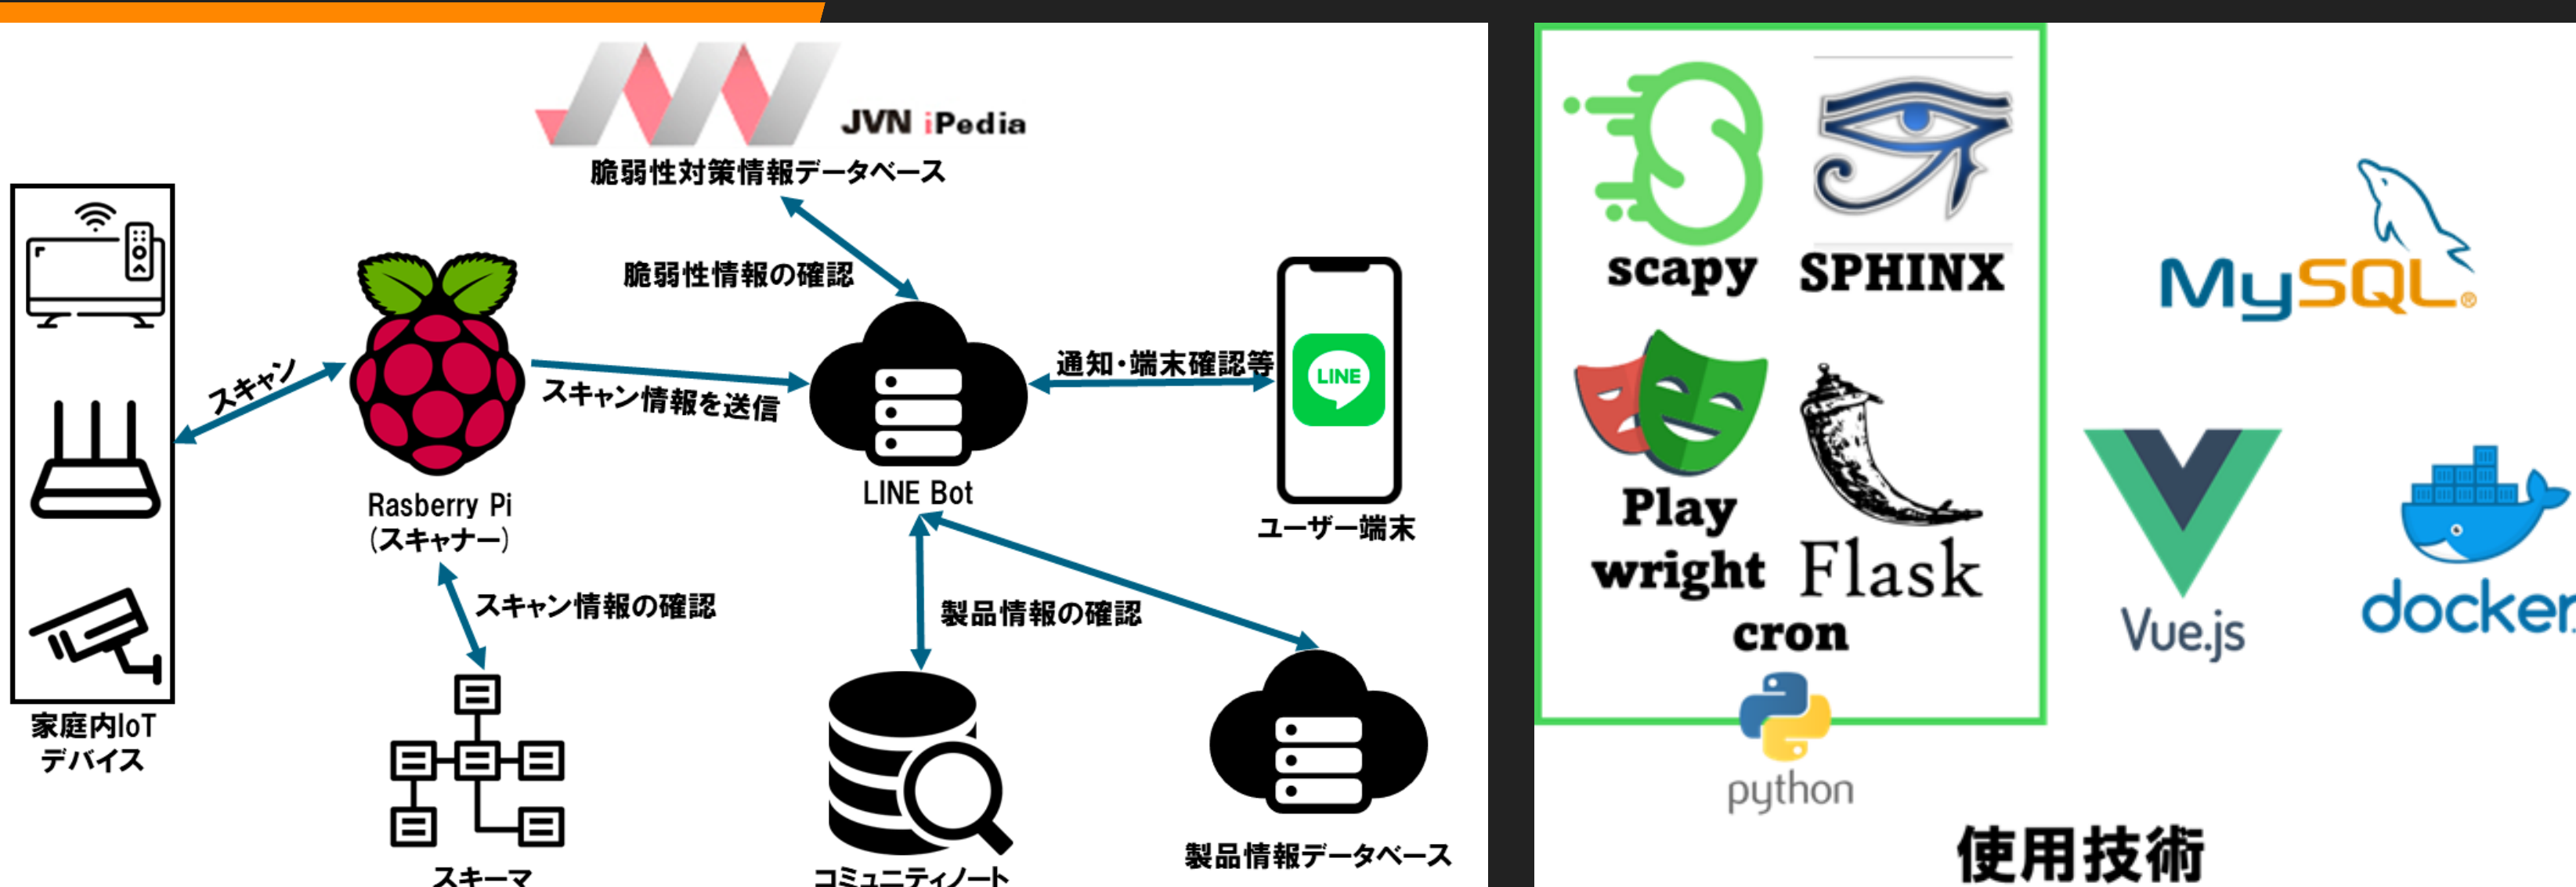 JVN iPedia
脆弱性対策情報データベース
脆弱性情報の確認
スキャン
スキャン情報を送信
通知・端末確認等
LINE
Rasberry Pi
(スキャナー)
LINE Bot
ユーザー端末
スキャン情報の確認
製品情報の確認
家庭内IoT
デバイス
スキーマ
コミュニティノート
製品情報データベース
scapy
SPHINX
MySQL®
Play
wright
Flask
cron
Vue.js
docker
python
使用技術